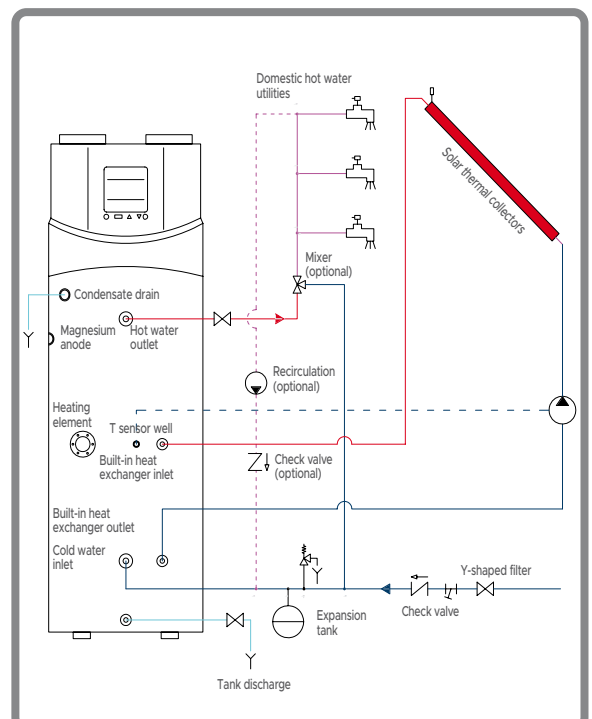 Domestic hot water
utilities
Solar thermal collectors
Mixer
(optional)
Condensate drain
Magnesium
anode
Hot water
outlet
Recirculation
(optional)
Heating
element
T sensor well
Built-in heat
exchanger inlet
Check valve
(optional)
Built-in heat
exchanger outlet
Cold water
inlet
Y-shaped filter
Expansion
tank
Check valve
Tank discharge